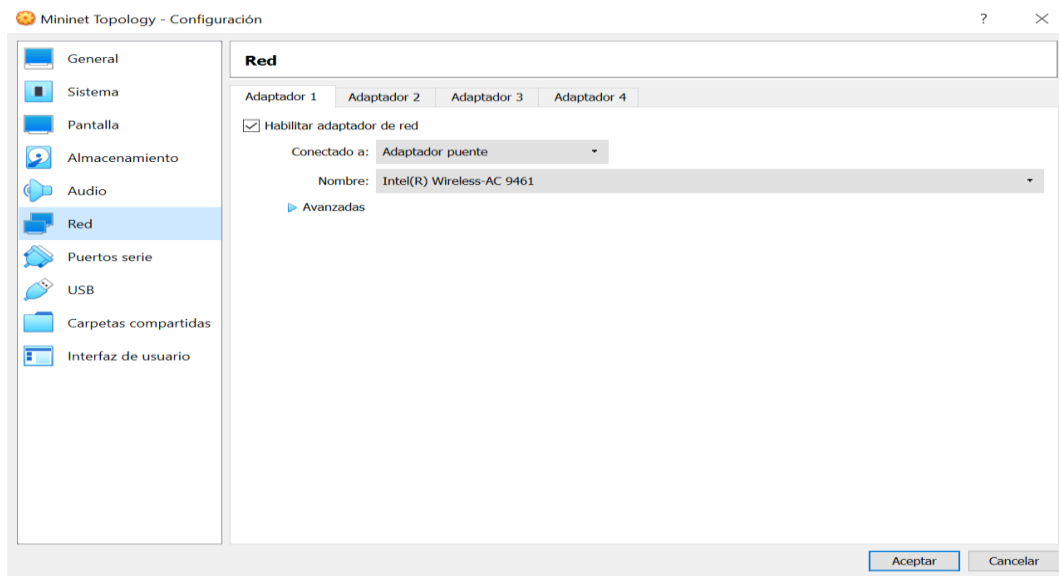 Mininet Topology - Configuración
?
General
Sistema
Pantalla
Almacenamiento
Audio
Red
Puertos serie
USB
Carpetas compartidas
Interfaz de usuario
Red
Adaptador 1 Adaptador 2 Adaptador 3 Adaptador 4
Habilitar adaptador de red
Conectado a: Adaptador puente
Nombre: Intel(R) Wireless-AC 9461
Avanzadas
Aceptar Cancelar